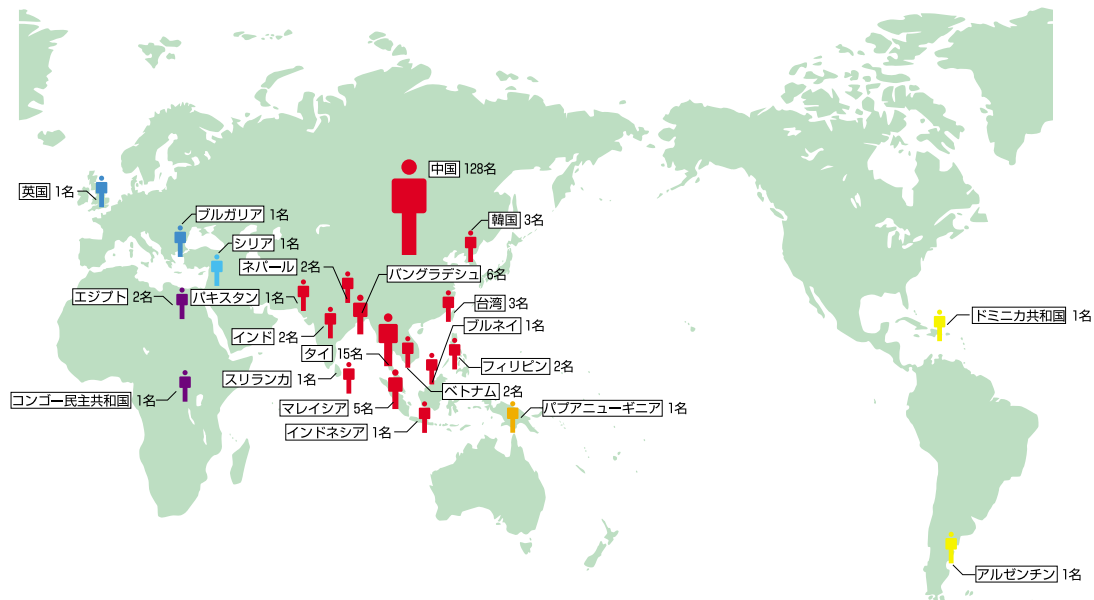 中国 128名
英国 1名
ブルガリア 1名
韓国 3名
シリア 1名
ネパール 2名
バングラデシュ 6名
エジプト 2名
パキスタン 1名
台湾 3名
ドミニカ共和国 1名
ブルネイ 1名
インド 2名
タイ 15名
フィリピン 2名
スリランカ 1名
ベトナム 2名
コンゴー民主共和国 1名
マレイシア 5名
パプアニューギニア 1名
インドネシア 1名
アルゼンチン 1名